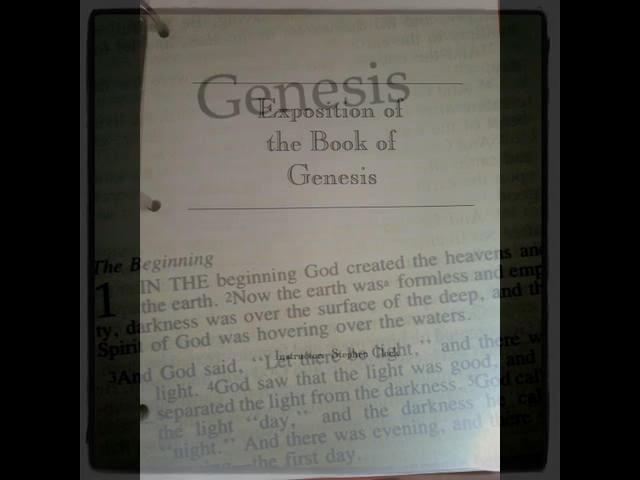 Genesis
Exposition of
the Book of
Genesis
The Beginning
1 IN THE beginning God created the heavens and
the earth. 2Now the earth wasa formless and emp
ty, darkness was over the surface of the deep, and th
Spirit of God was hovering over the waters.
Instructor: Stephen
3And God said, "Let there be light," and there w
light. 4God saw that the light was good, and
separated the light from the darkness. 5God cal
the light "day," and the darkness he cal
"night." And there was evening, and there
the first day.